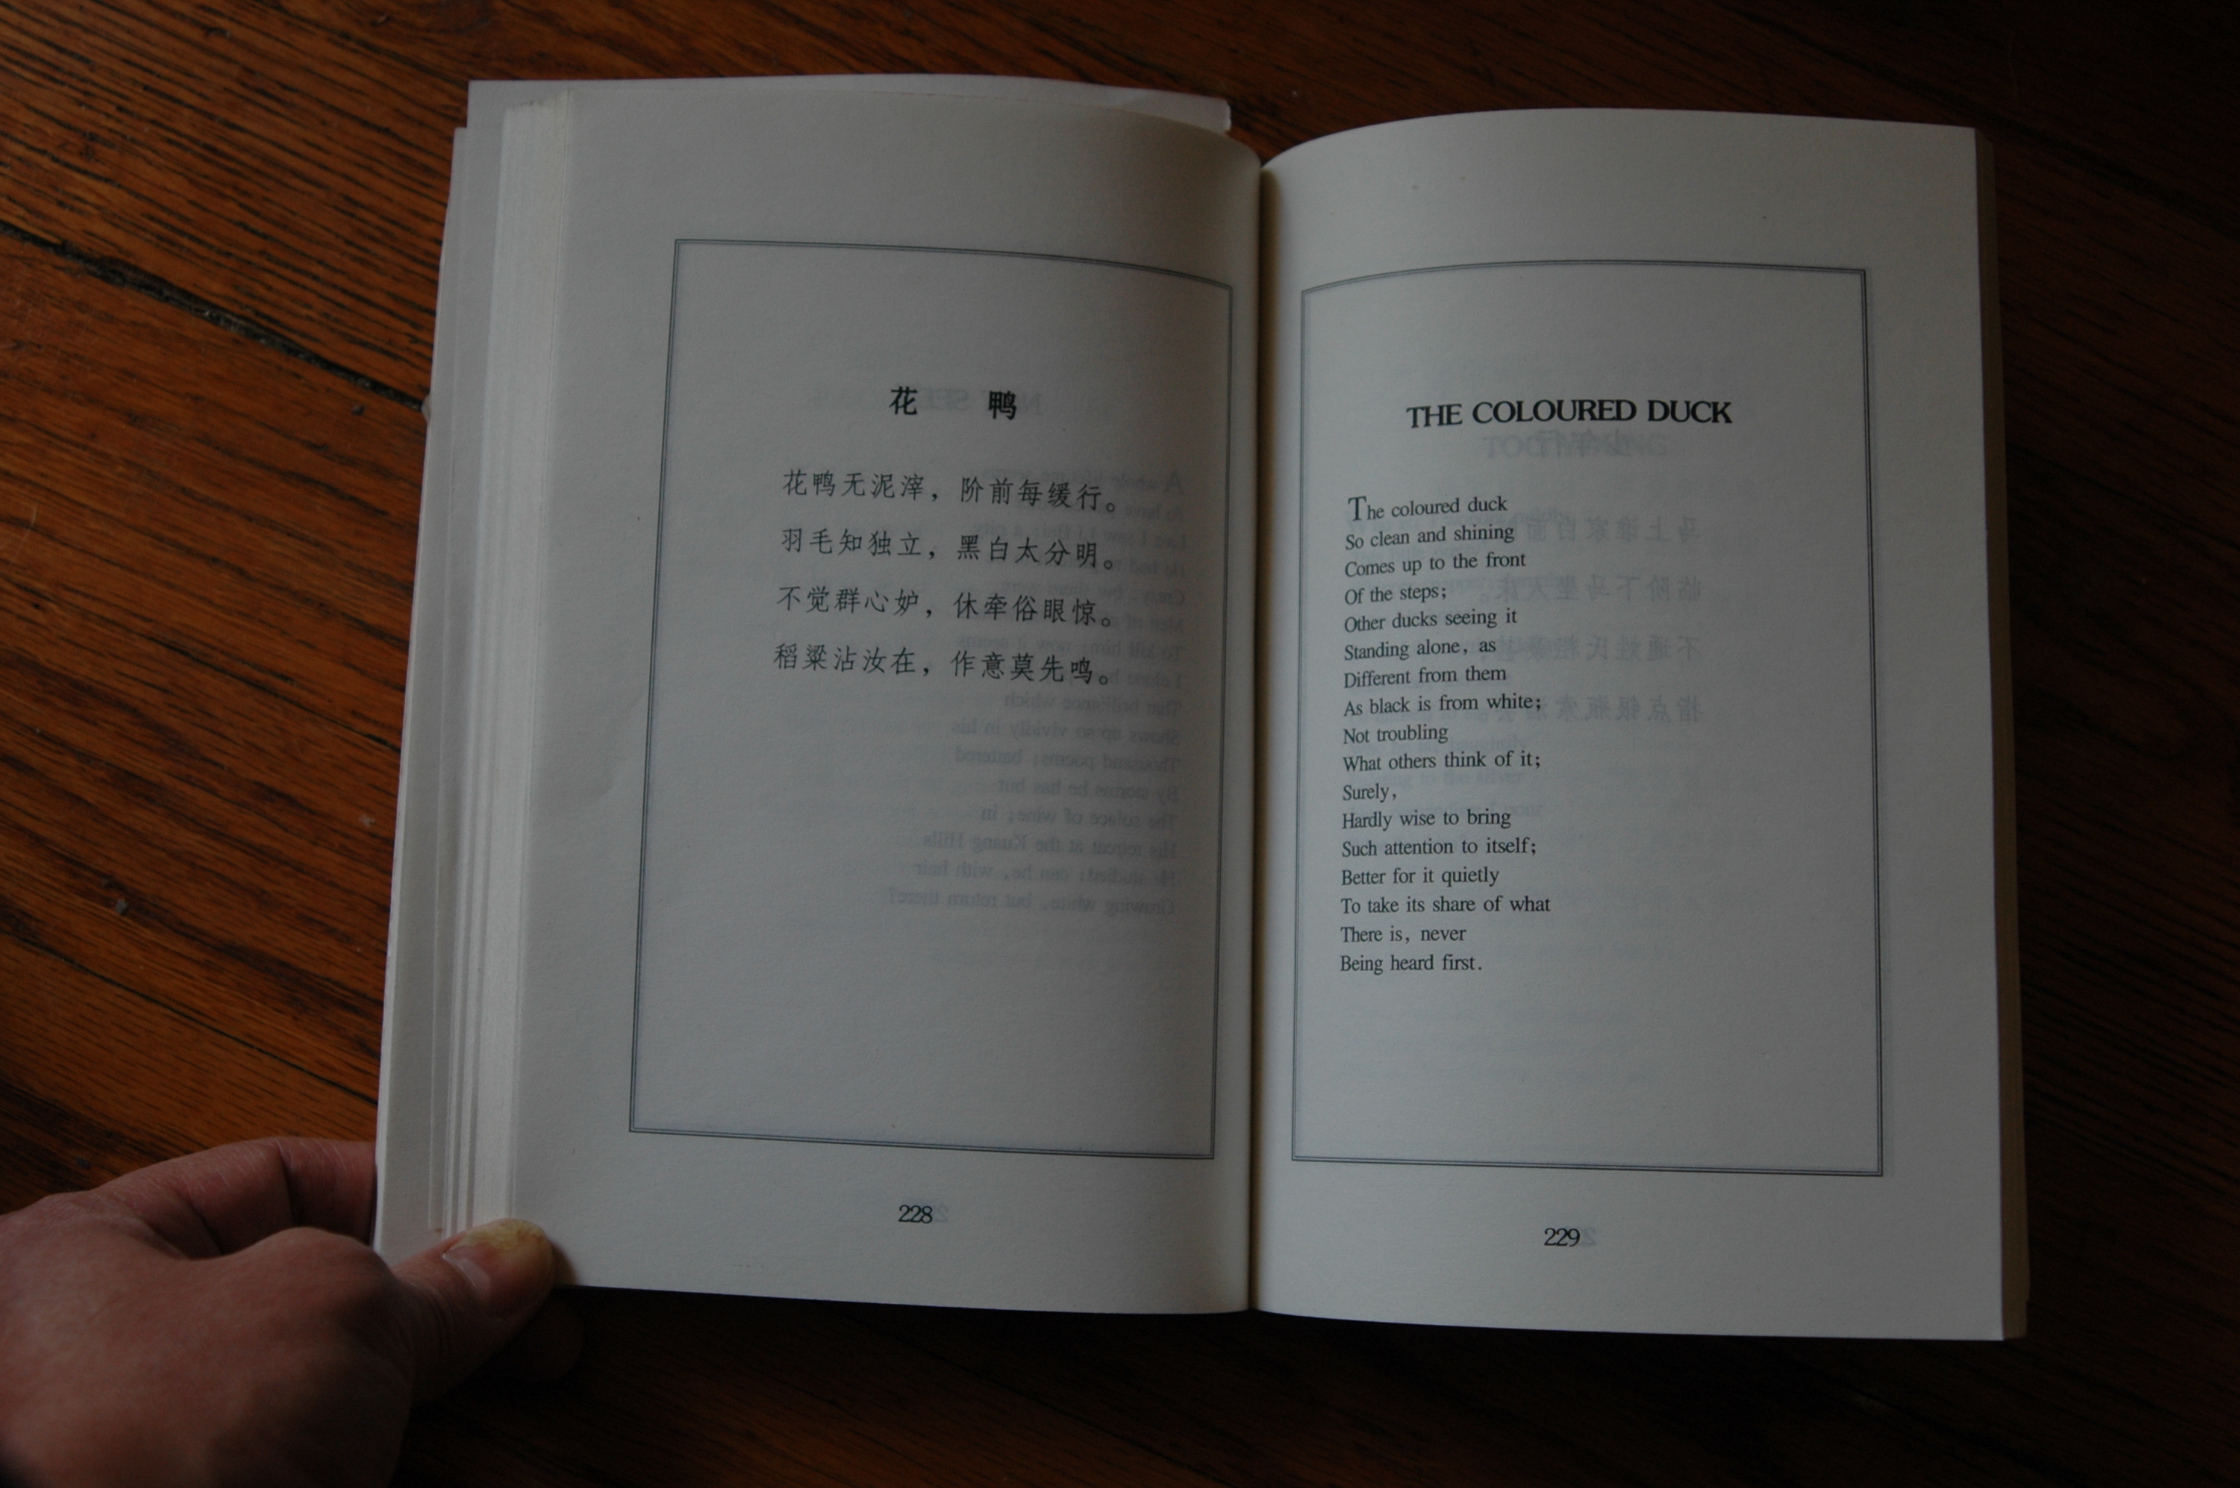 花 鸭
花鸭无泥滓，阶前每缓行。
羽毛知独立，黑白太分明。
不觉群心妒，休牵俗眼惊。
稻粱沾汝在，作意莫先鸣。
228
THE COLOURED DUCK
The coloured duck
So clean and shining
Comes up to the front
Of the steps;
Other ducks seeing it
Standing alone, as
Different from them
As black is from white;
Not troubling
What others think of it;
Surely,
Hardly wise to bring
Such attention to itself;
Better for it quietly
To take its share of what
There is, never
Being heard first.
229